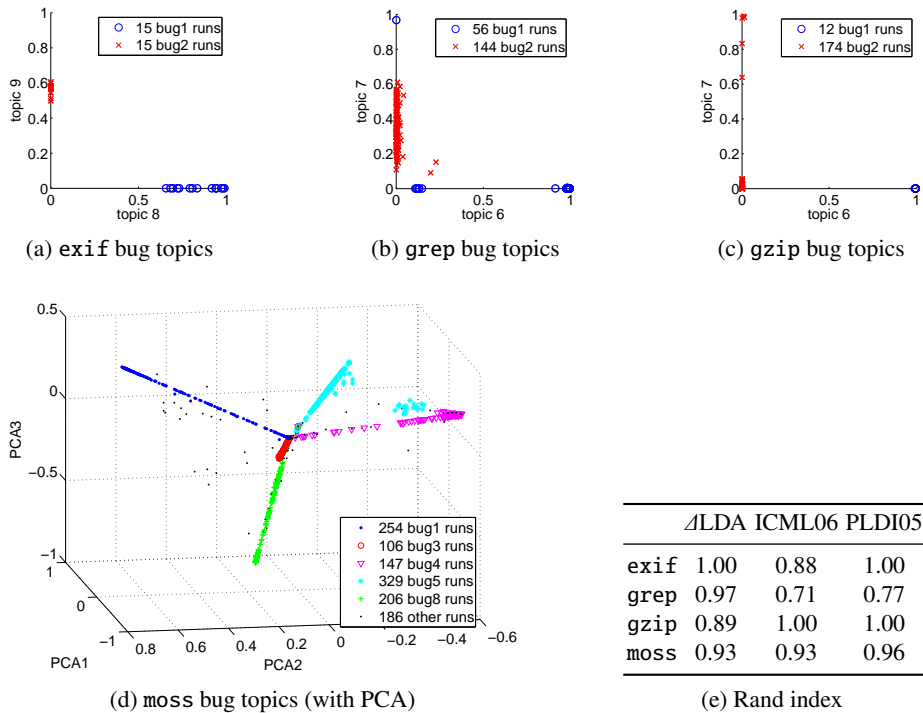 1
0.8
0.6
0.4
0.2
0
topic 9
15 bug1 runs
15 bug2 runs
0 0.5 1
topic 8
(a) exif bug topics
1
0.8
0.6
0.4
0.2
0
topic 7
56 bug1 runs
144 bug2 runs
0 0.5 1
topic 6
(b) grep bug topics
1
0.8
0.6
0.4
0.2
0
topic 7
12 bug1 runs
174 bug2 runs
0 0.5 1
topic 6
(c) gzip bug topics
0.5
0
−0.5
−1
PCA3
1
0
−1
PCA1
0.8 0.6 0.4 0.2 0 −0.2 −0.4 −0.6
PCA2
254 bug1 runs
106 bug3 runs
147 bug4 runs
329 bug5 runs
206 bug8 runs
186 other runs
(d) moss bug topics (with PCA)
ΔLDA ICML06 PLDI05
exif 1.00 0.88 1.00
grep 0.97 0.71 0.77
gzip 0.89 1.00 1.00
moss 0.93 0.93 0.96
(e) Rand index